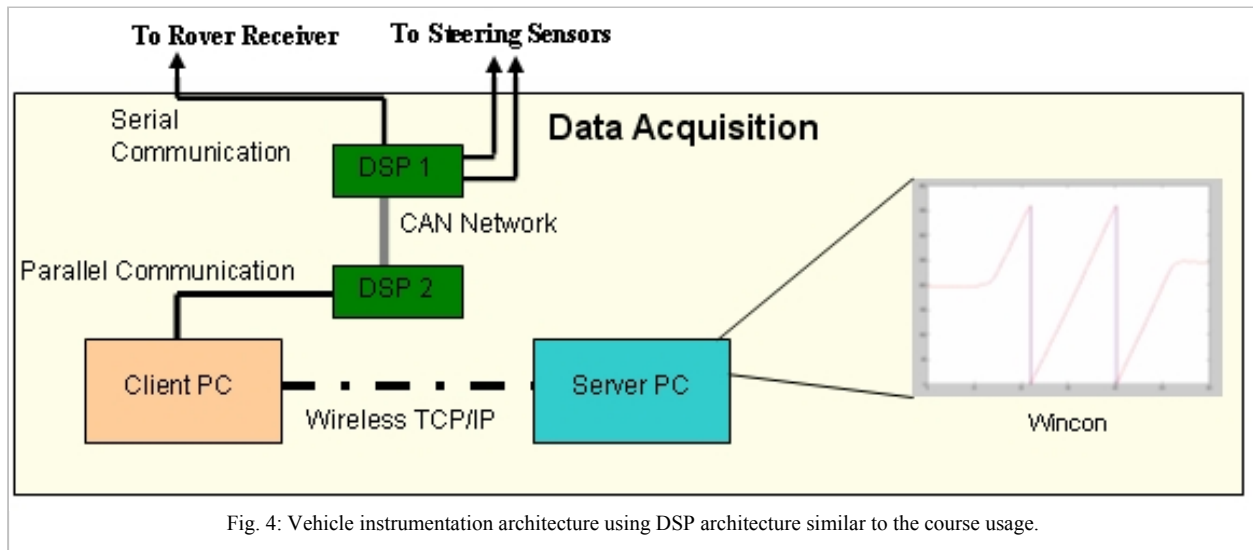 To Rover Receiver
To Steering Sensors
Serial
Communication
Data Acquisition
DSP 1
CAN Network
Parallel Communication
DSP 2
Client PC
Wireless TCP/IP
Server PC
Wincon
Fig. 4: Vehicle instrumentation architecture using DSP architecture similar to the course usage.